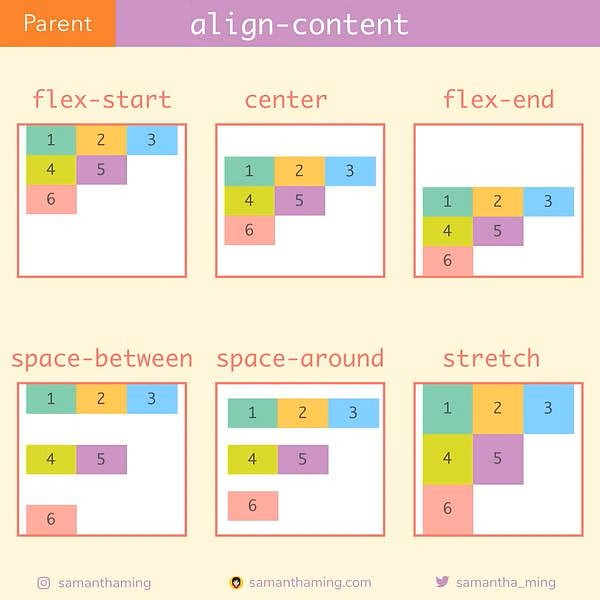 Parent align-content
flex-start center flex-end
1 2 3
4 5
6
1 2 3
4 5
6
1 2 3
4 5
6
space-between space-around stretch
1 2 3
4 5
6
1 2 3
4 5
6
1 2 3
4 5
6
samanthaming samanthaming.com samantha_ming